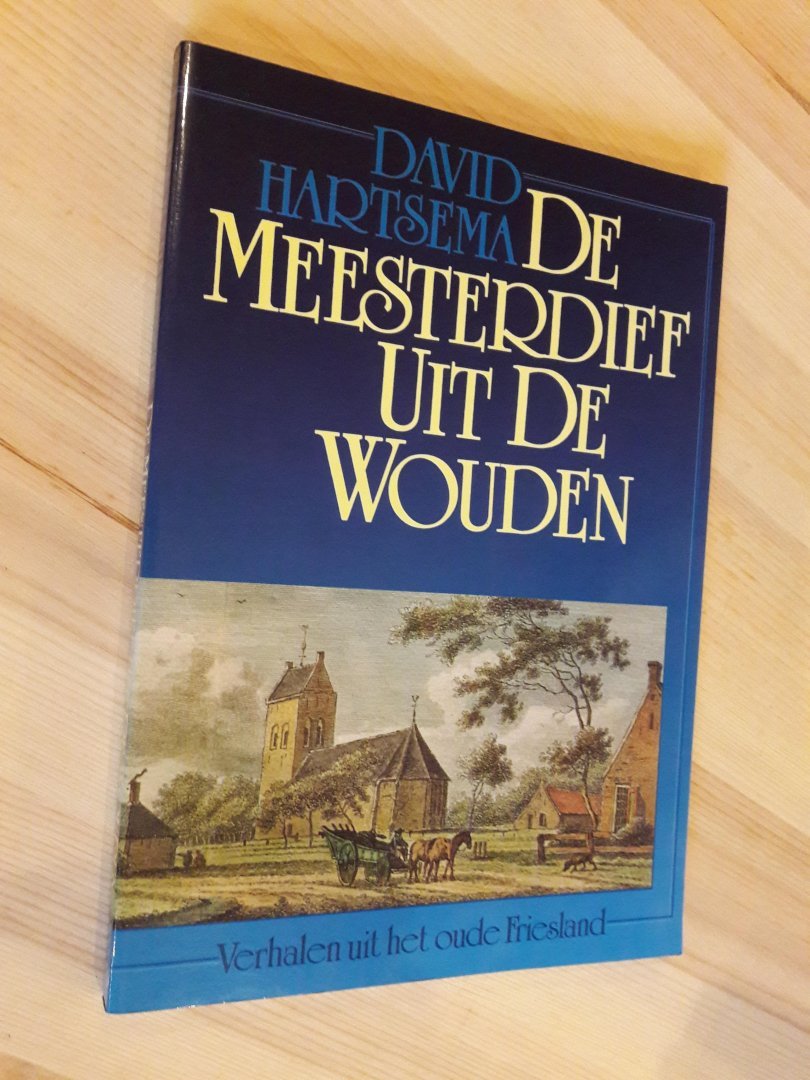 DAVID
HARTSEMA
DE
MEESTERDIEF
UIT DE
WOUDEN
Verhalen uit het oude Friesland